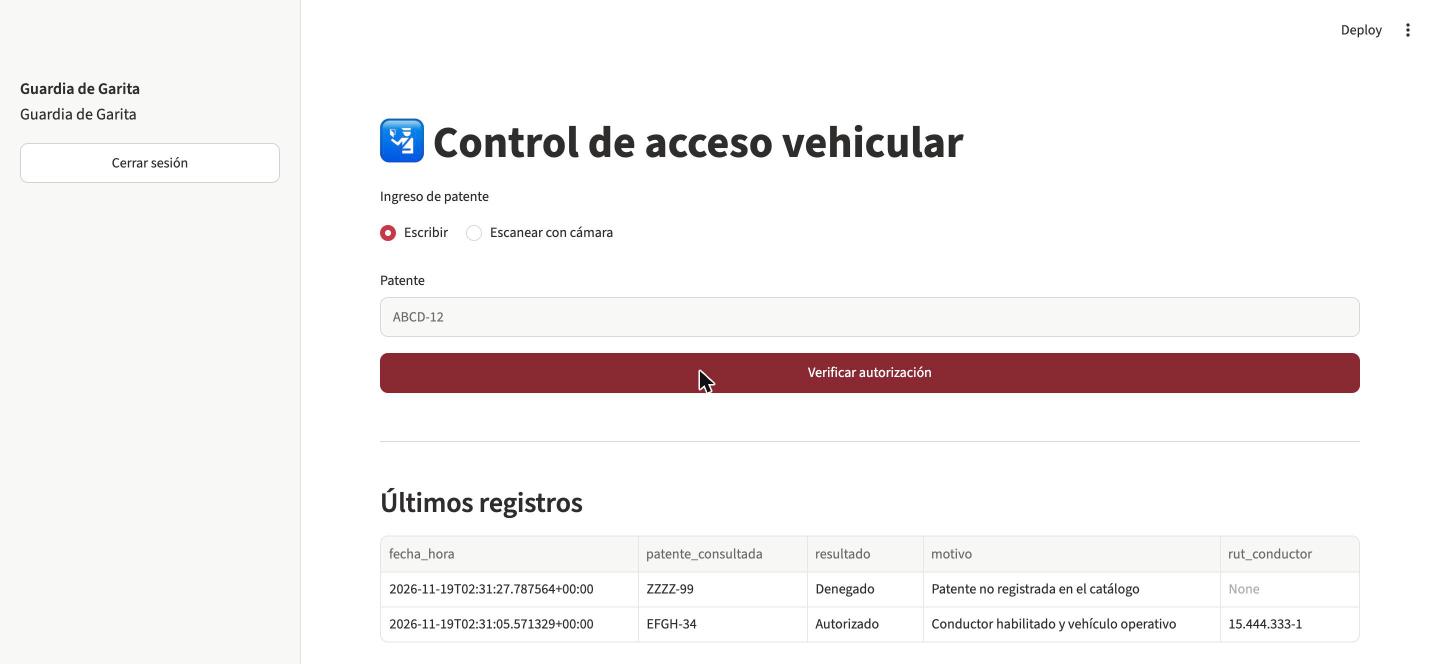 Deploy
Guardia de Garita
Guardia de Garita
Cerrar sesión
Control de acceso vehicular
Ingreso de patente
Escribir Escanear con cámara
Patente
ABCD-12
Verificar autorización
Últimos registros
fecha_hora patente_consultada resultado motivo rut_conductor
2026-11-19T02:31:27.787564+00:00 ZZZZ-99 Denegado Patente no registrada en el catálogo None
2026-11-19T02:31:05.571329+00:00 EFGH-34 Autorizado Conductor habilitado y vehículo operativo 15.444.333-1